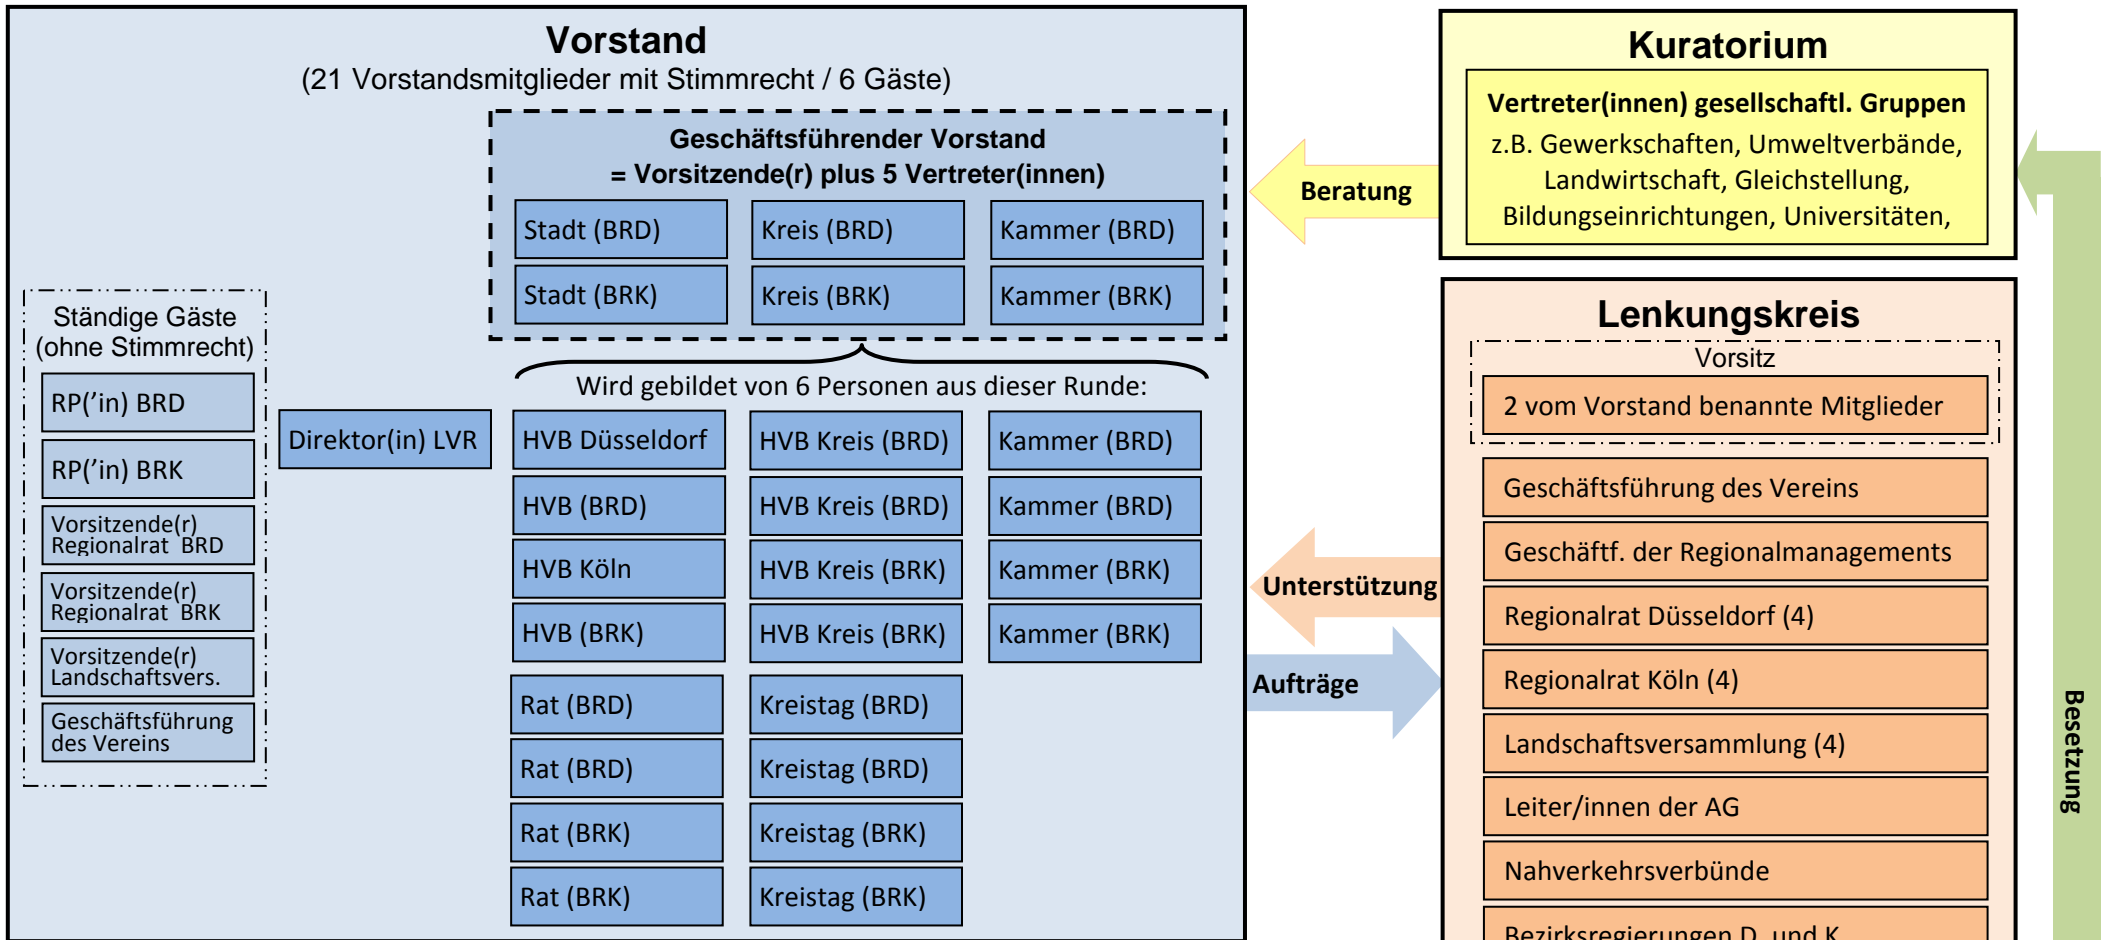 Vorstand
(21 Vorstandsmitglieder mit Stimmrecht / 6 Gäste)
Geschäftsführender Vorstand
= Vorsitzende(r) plus 5 Vertreter(innen)
Stadt (BRD)
Kreis (BRD)
Kammer (BRD)
Stadt (BRK)
Kreis (BRK)
Kammer (BRK)
Ständige Gäste
(ohne Stimmrecht)
RP('in) BRD
RP('in) BRK
Vorsitzende(r)
Regionalrat BRD
Vorsitzende(r)
Regionalrat BRK
Vorsitzende(r)
Landschaftsvers.
Geschäftsführung
des Vereins
Wird gebildet von 6 Personen aus dieser Runde:
Direktor(in) LVR
HVB Düsseldorf
HVB Kreis (BRD)
Kammer (BRD)
HVB (BRD)
HVB Kreis (BRD)
Kammer (BRD)
HVB Köln
HVB Kreis (BRK)
Kammer (BRK)
HVB (BRK)
HVB Kreis (BRK)
Kammer (BRK)
Rat (BRD)
Kreistag (BRD)
Rat (BRD)
Kreistag (BRD)
Rat (BRK)
Kreistag (BRK)
Rat (BRK)
Kreistag (BRK)
Beratung
Unterstützung
Aufträge
Kuratorium
Vertreter(innen) gesellschaftl. Gruppen
z.B. Gewerkschaften, Umweltverbände,
Landwirtschaft, Gleichstellung,
Bildungseinrichtungen, Universitäten,
Lenkungskreis
Vorsitz
2 vom Vorstand benannte Mitglieder
Geschäftsführung des Vereins
Geschäftf. der Regionalmanagements
Regionalrat Düsseldorf (4)
Regionalrat Köln (4)
Landschaftsversammlung (4)
Leiter/innen der AG
Nahverkehrsverbünde
Bezirksregierungen D. und K.
Besetzung